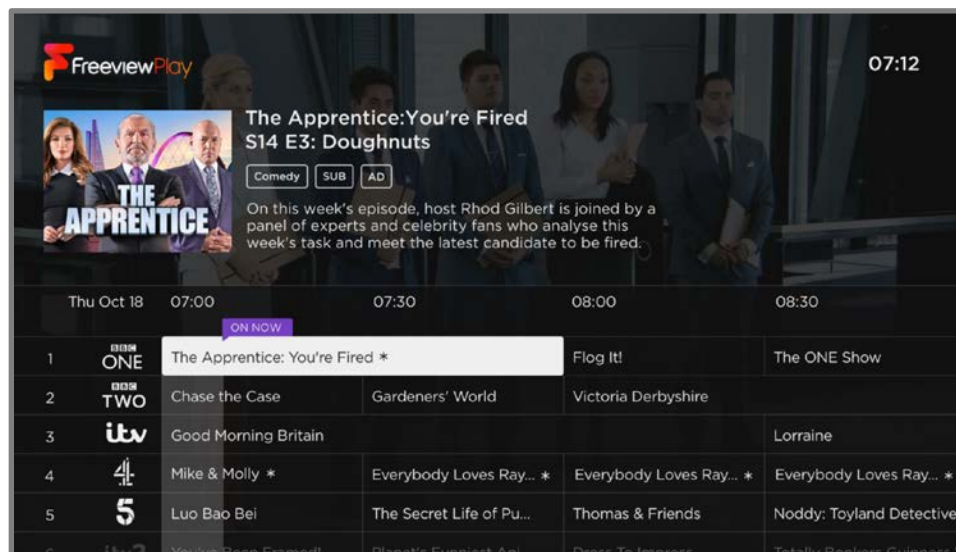 FreeviewPlay
07:12
The Apprentice:You're Fired
S14 E3: Doughnuts
Comedy SUB AD
On this week's episode, host Rhod Gilbert is joined by a
panel of experts and celebrity fans who analyse this
week's task and meet the latest candidate to be fired.
THE
APPRENTICE
Thu Oct 18 07:00 07:30 08:00 08:30
ON NOW
1 BBC ONE The Apprentice: You're Fired * Flog It! The ONE Show
2 BBC TWO Chase the Case Gardeners' World Victoria Derbyshire
3 itv Good Morning Britain Lorraine
4 4 Mike & Molly * Everybody Loves Ray... * Everybody Loves Ray... * Everybody Loves Ray... *
5 5 Luo Bao Bei The Secret Life of Pu... Thomas & Friends Noddy: Toyland Detective